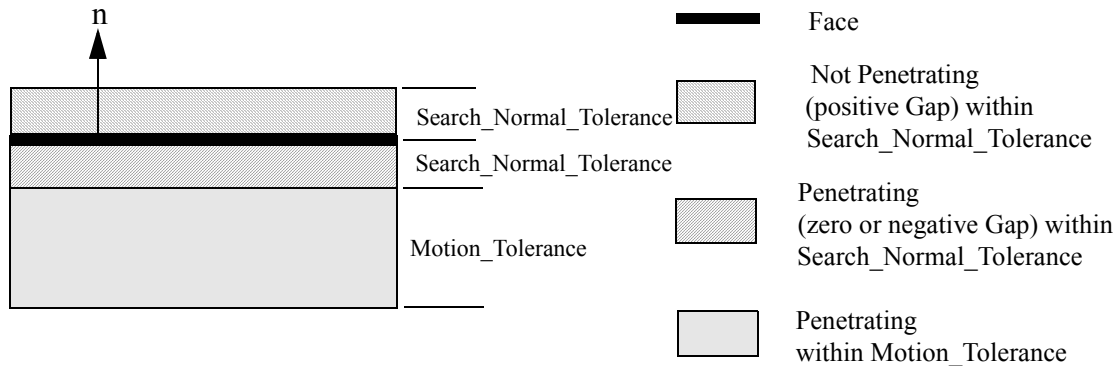 n
Search_Normal_Tolerance
Search_Normal_Tolerance
Motion_Tolerance
Face
Not Penetrating
(positive Gap) within
Search_Normal_Tolerance
Penetrating
(zero or negative Gap) within
Search_Normal_Tolerance
Penetrating
within Motion_Tolerance